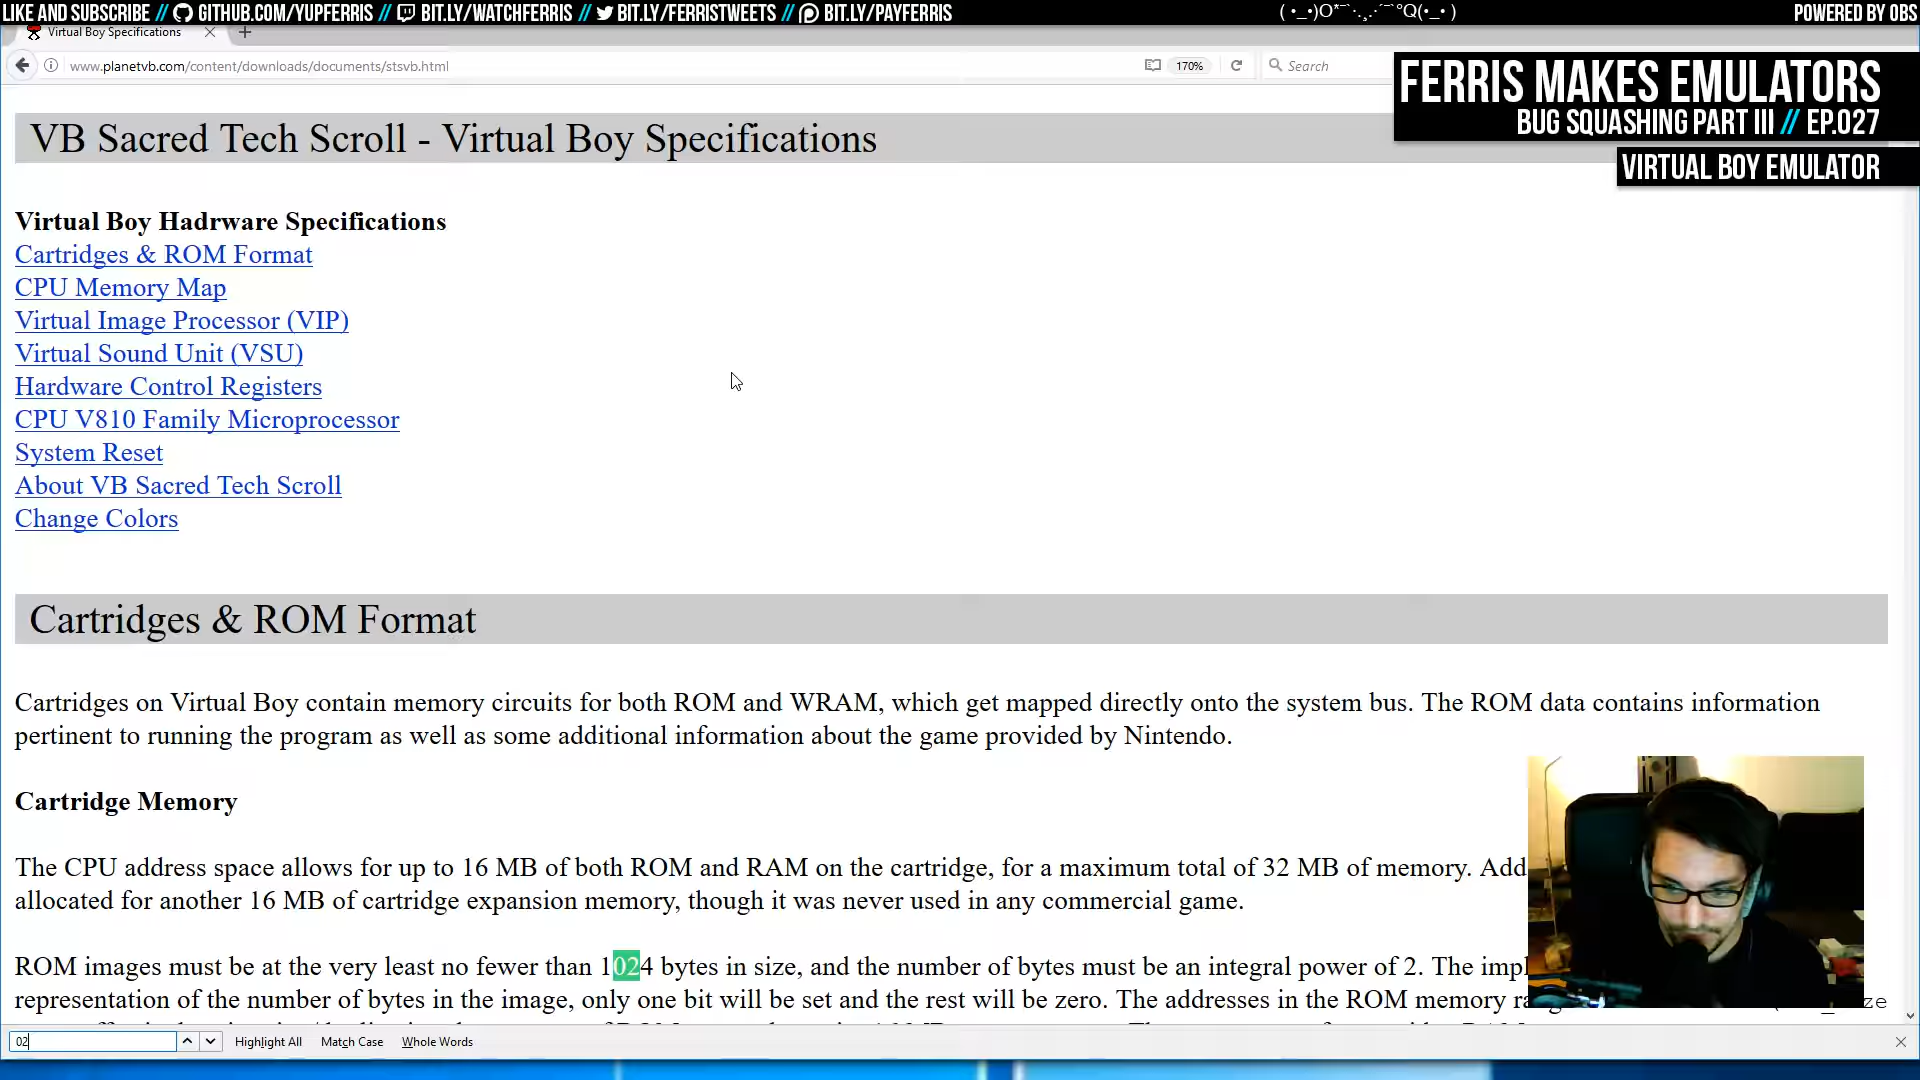 LIKE AND SUBSCRIBE // GITHUB.COM/YUPFERRIS // BIT.LY/WATCHFERRIS // BIT.LY/FERRISTWEETS // BIT.LY/PAYFERRIS
POWERED BY OBS
Virtual Boy Specifications
www.planetvb.com/content/downloads/documents/stsvb.html
170%
Search
FERRIS MAKES EMULATORS
BUG SQUASHING PART III // EP.027
VIRTUAL BOY EMULATOR
VB Sacred Tech Scroll - Virtual Boy Specifications
Virtual Boy Hadrware Specifications
Cartridges & ROM Format
CPU Memory Map
Virtual Image Processor (VIP)
Virtual Sound Unit (VSU)
Hardware Control Registers
CPU V810 Family Microprocessor
System Reset
About VB Sacred Tech Scroll
Change Colors
Cartridges & ROM Format
Cartridges on Virtual Boy contain memory circuits for both ROM and WRAM, which get mapped directly onto the system bus. The ROM data contains information
pertinent to running the program as well as some additional information about the game provided by Nintendo.
Cartridge Memory
The CPU address space allows for up to 16 MB of both ROM and RAM on the cartridge, for a maximum total of 32 MB of memory. Add
allocated for another 16 MB of cartridge expansion memory, though it was never used in any commercial game.
ROM images must be at the very least no fewer than 1024 bytes in size, and the number of bytes must be an integral power of 2. The impl
representation of the number of bytes in the image, only one bit will be set and the rest will be zero. The addresses in the ROM memory ra
02
Highlight All
Match Case
Whole Words